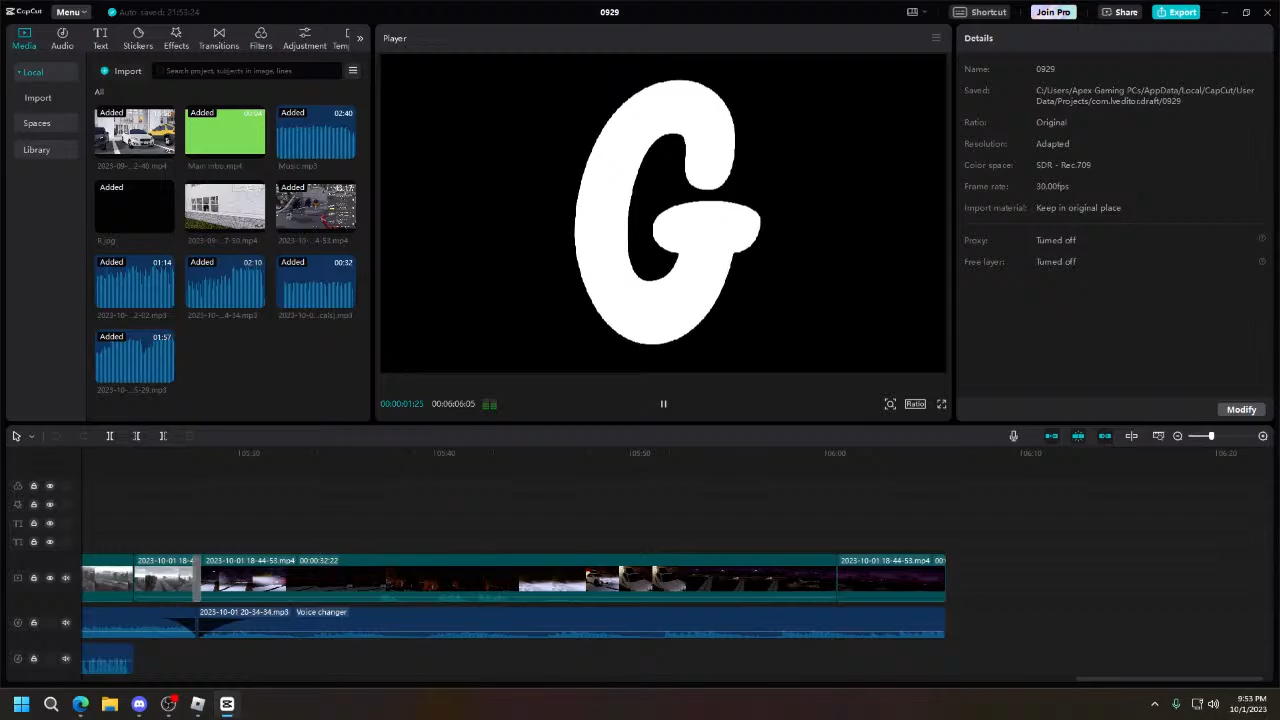 CapCut
Menu
Auto saved: 21:53:24
0929
Shortcut
Join Pro
Share
Export
Media
Audio
Text
Stickers
Effects
Transitions
Filters
Adjustment
Player
Details
Local
Import
Spaces
Library
Import
Search project, subjects in image, lines
All
Added
Added 00:04
Added 02:40
2023-09-...2-40.mp4
Main Intro.mp4
Music.mp3
Added
Added
R.jpg
2023-09-...7-50.mp4
2023-10-...4-53.mp4
Added 01:14
Added 02:10
Added 00:32
2023-10-...2-02.mp3
2023-10-...4-34.mp3
2023-10-0...cals).mp3
Added 01:57
2023-10-...5-29.mp3
G
00:00:01:25
00:06:06:05
Ratio
Name: 0929
Saved: C:/Users/Apex Gaming PCs/AppData/Local/CapCut/User
Data/Projects/com.lveditor.draft/0929
Ratio: Original
Resolution: Adapted
Color space: SDR - Rec.709
Frame rate: 30.00fps
Import material: Keep in original place
Proxy: Turned off
Free layer: Turned off
Modify
05:30
05:40
05:50
06:00
06:10
06:20
2023-10-01 18-4
2023-10-01 18-44-53.mp4 00:00:32:22
2023-10-01 18-44-53.mp4 00:
2023-10-01 20-34-34.mp3 Voice changer
9:53 PM
10/1/2023